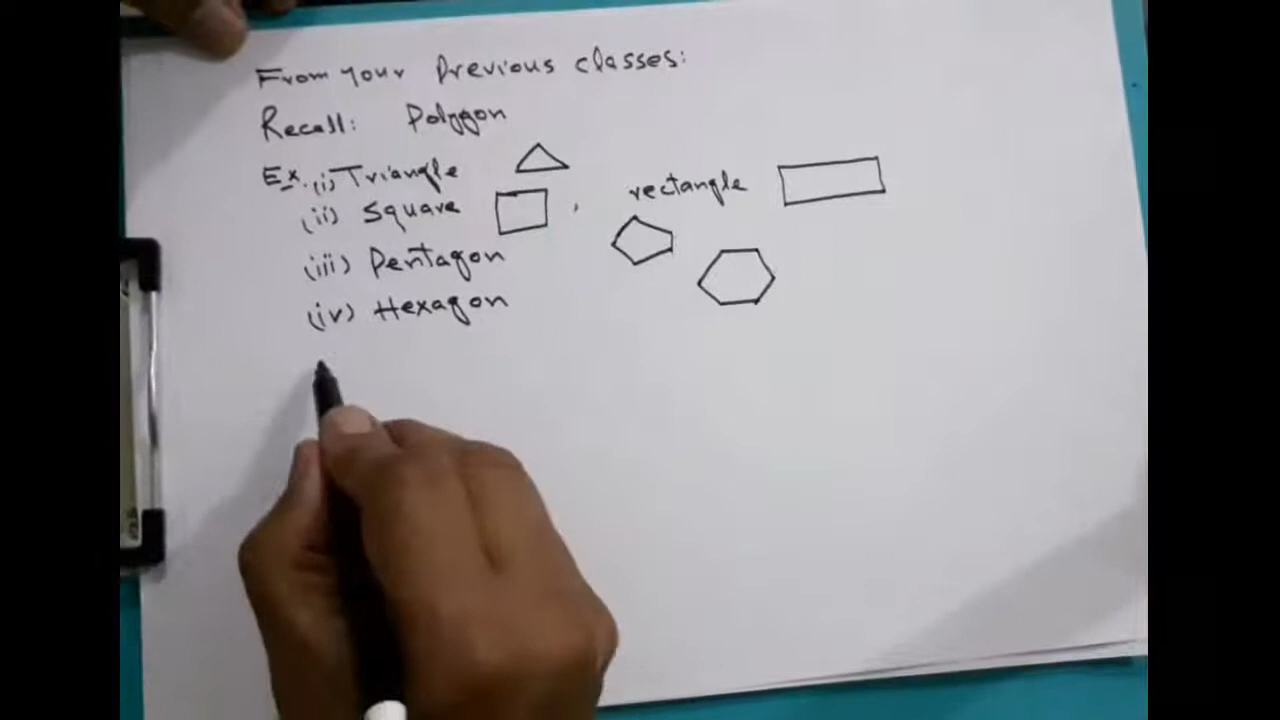 From your Previous classes:
Recall: Polygon
Ex. (i) Triangle
(ii) Square , rectangle
(iii) Pentagon
(iv) Hexagon